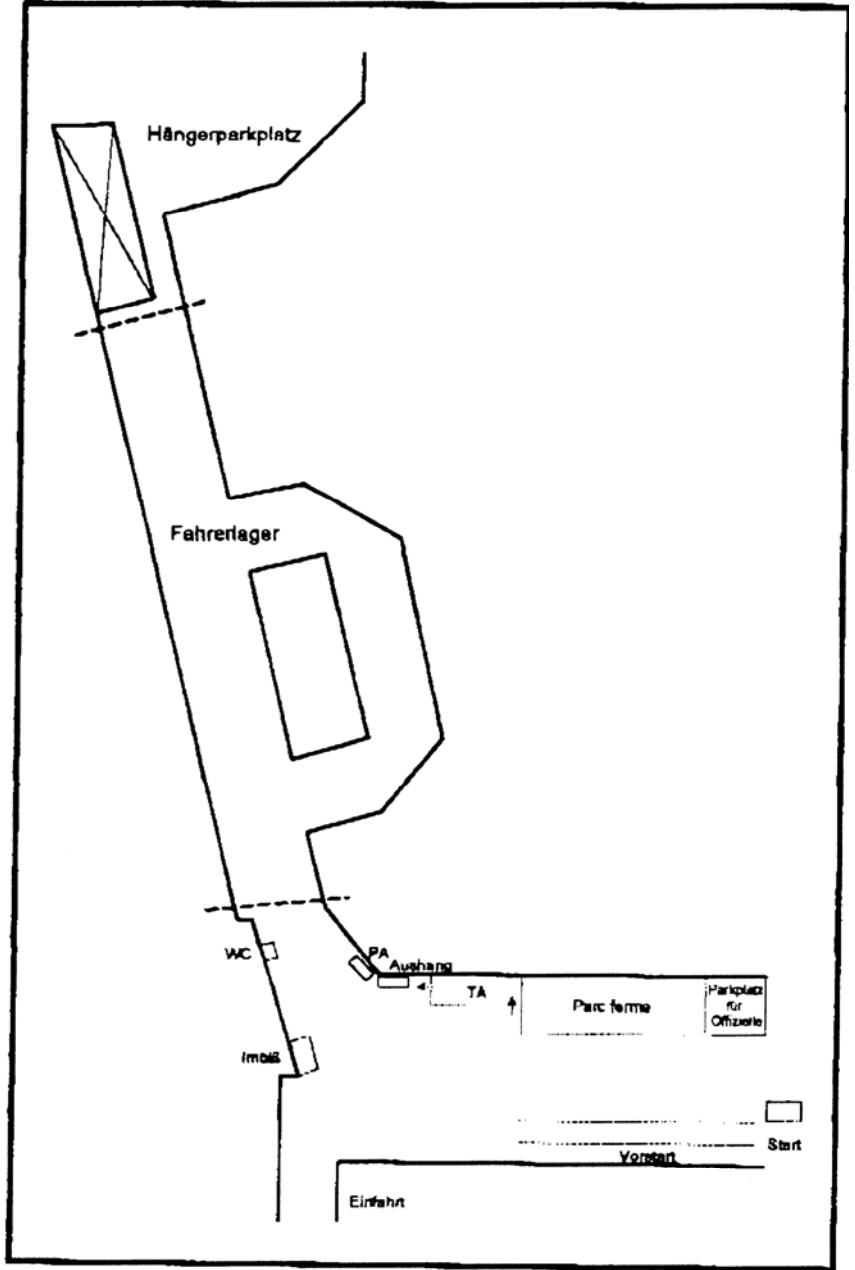 Hängerparkplatz
Fahrerlager
WC
PA
Aushang
TA
Parc ferme
Parkplatz
für
Offizielle
Imbiß
Start
Vorstart
Einfahrt